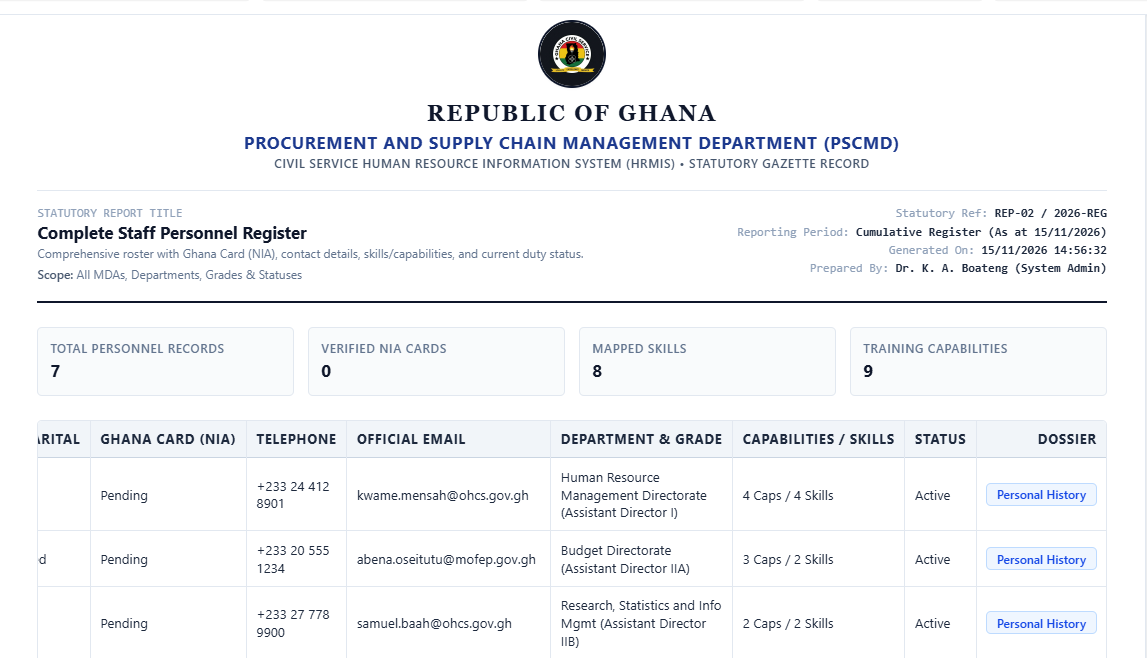 GHANA CIVIL SERVICE
REPUBLIC OF GHANA
PROCUREMENT AND SUPPLY CHAIN MANAGEMENT DEPARTMENT (PSCMD)
CIVIL SERVICE HUMAN RESOURCE INFORMATION SYSTEM (HRMIS) • STATUTORY GAZETTE RECORD
STATUTORY REPORT TITLE
Complete Staff Personnel Register
Comprehensive roster with Ghana Card (NIA), contact details, skills/capabilities, and current duty status.
Scope: All MDAs, Departments, Grades & Statuses
Statutory Ref: REP-02 / 2026-REG
Reporting Period: Cumulative Register (As at 15/11/2026)
Generated On: 15/11/2026 14:56:32
Prepared By: Dr. K. A. Boateng (System Admin)
TOTAL PERSONNEL RECORDS
7
VERIFIED NIA CARDS
0
MAPPED SKILLS
8
TRAINING CAPABILITIES
9
ARITAL GHANA CARD (NIA) TELEPHONE OFFICIAL EMAIL DEPARTMENT & GRADE CAPABILITIES / SKILLS STATUS DOSSIER
Pending
+233 24 412
8901
kwame.mensah@ohcs.gov.gh
Human Resource
Management Directorate
(Assistant Director I)
4 Caps / 4 Skills
Active
Personal History
d
Pending
+233 20 555
1234
abena.oseitutu@mofep.gov.gh
Budget Directorate
(Assistant Director IIA)
3 Caps / 2 Skills
Active
Personal History
Pending
+233 27 778
9900
samuel.baah@ohcs.gov.gh
Research, Statistics and Info
Mgmt (Assistant Director
IIB)
2 Caps / 2 Skills
Active
Personal History